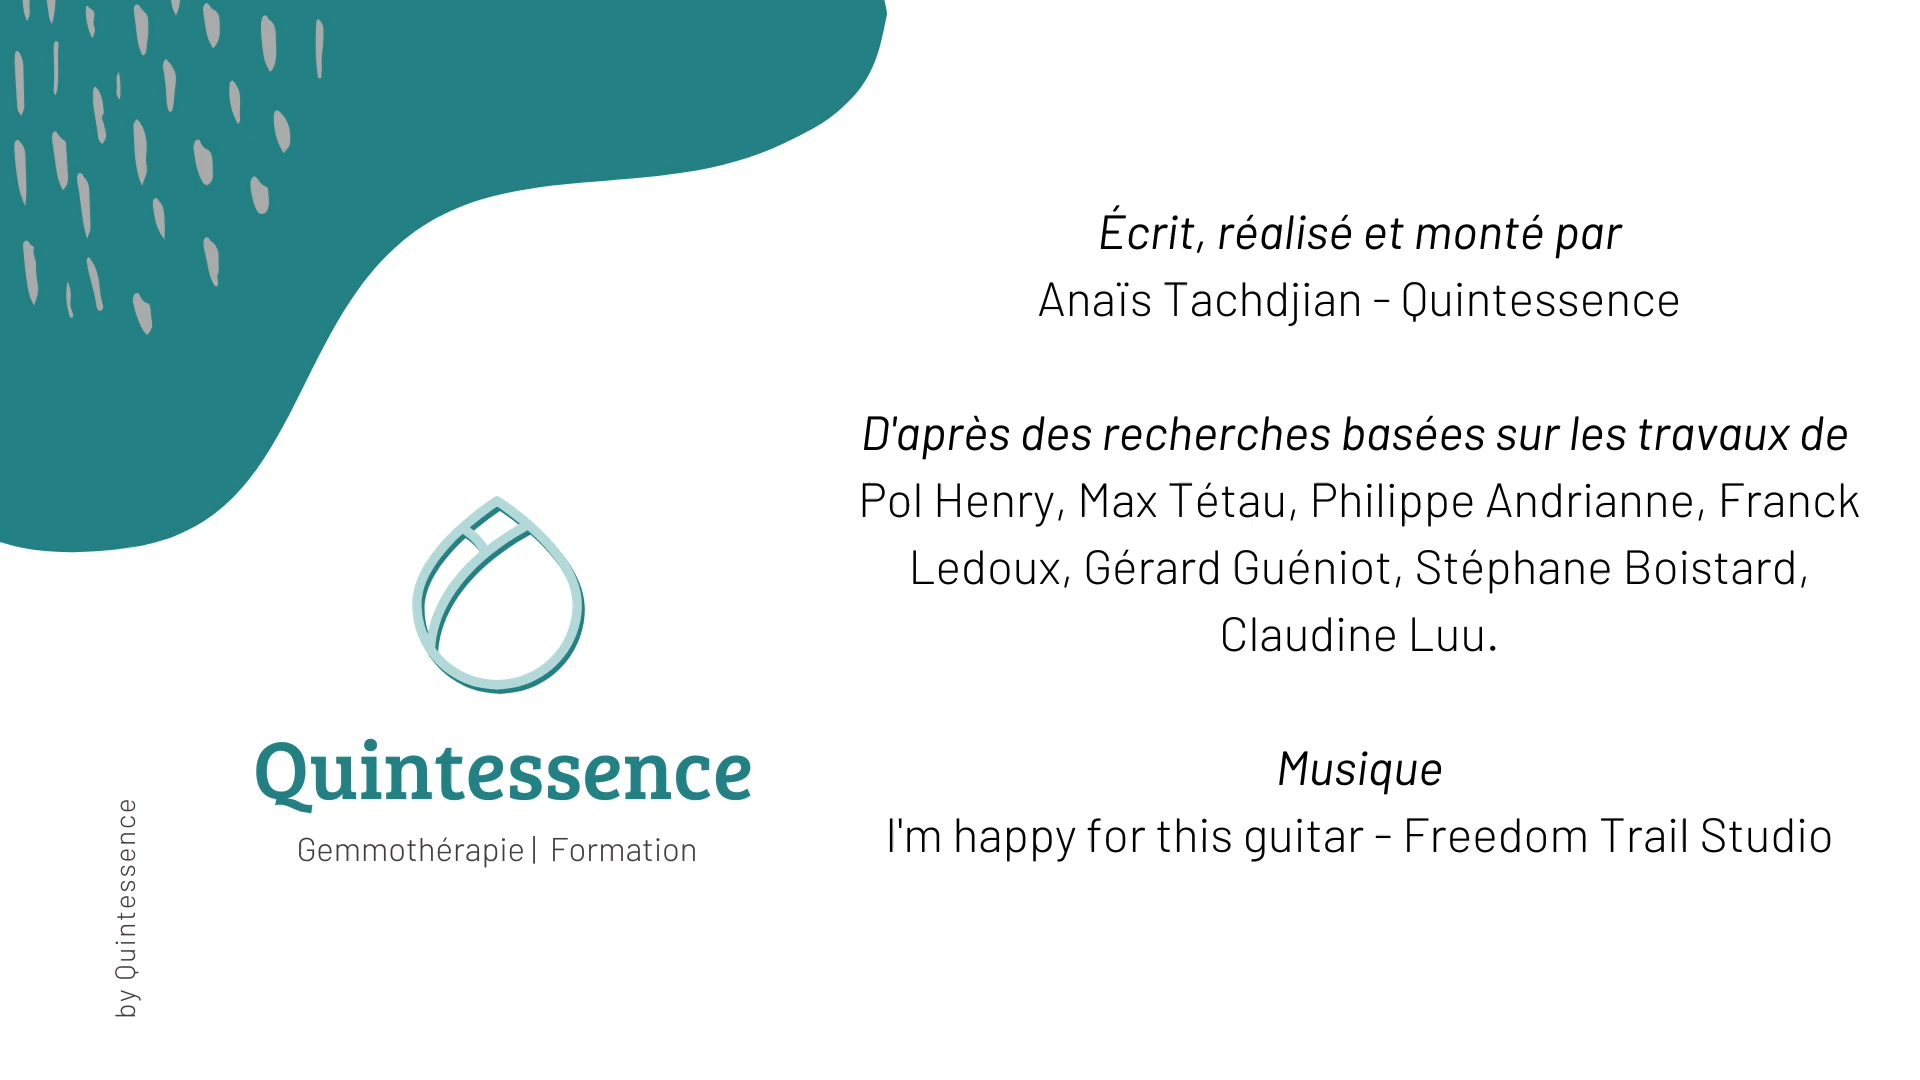 Écrit, réalisé et monté par
Anaïs Tachdjian - Quintessence
D'après des recherches basées sur les travaux de
Pol Henry, Max Tétau, Philippe Andrianne, Franck
Ledoux, Gérard Guéniot, Stéphane Boistard,
Claudine Luu.
Musique
I'm happy for this guitar - Freedom Trail Studio
Quintessence
Gemmothérapie | Formation
by Quintessence